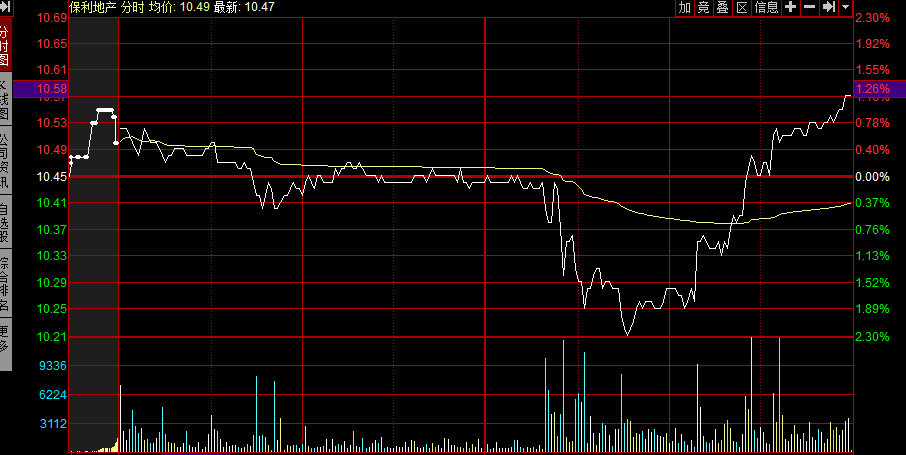 保利地产 分时 均价: 10.49 最新: 10.47
加 竞 叠 区 信息
分时图
K线图
公司资讯
自选股
综合排名
更多
10.69 2.30%
10.65 1.92%
10.61 1.55%
10.58 1.26%
10.53 0.78%
10.49 0.40%
10.45 0.00%
10.41 0.37%
10.37 0.76%
10.33 1.13%
10.29 1.52%
10.25 1.89%
10.21 2.30%
9336
6224
3112